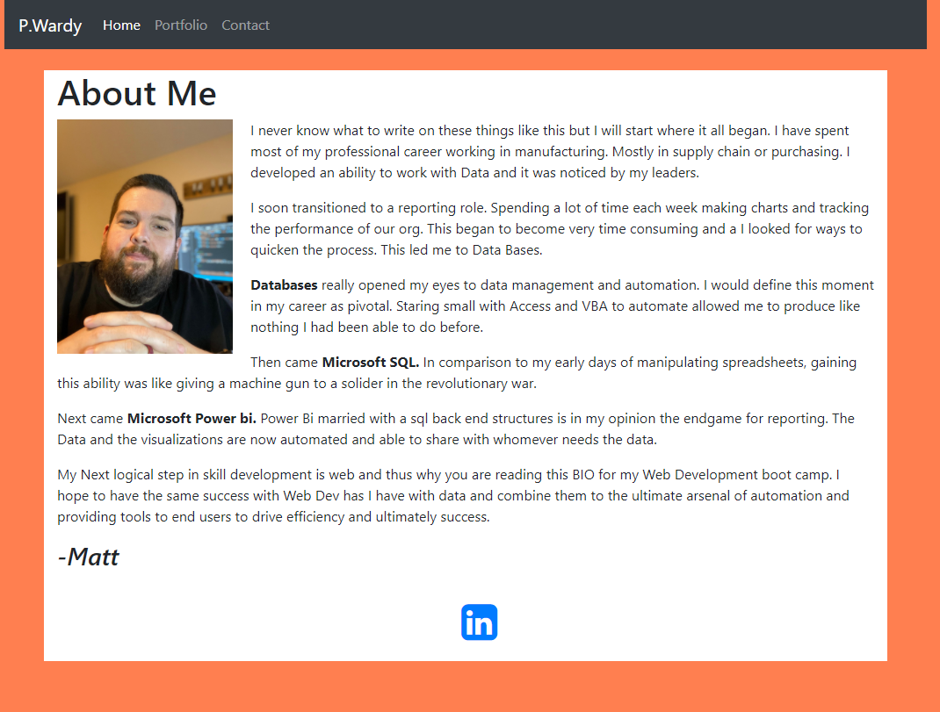 P.Wardy Home Portfolio Contact
About Me
I never know what to write on these things like this but I will start where it all began. I have spent
most of my professional career working in manufacturing. Mostly in supply chain or purchasing. I
developed an ability to work with Data and it was noticed by my leaders.
I soon transitioned to a reporting role. Spending a lot of time each week making charts and tracking
the performance of our org. This began to become very time consuming and a I looked for ways to
quicken the process. This led me to Data Bases.
Databases really opened my eyes to data management and automation. I would define this moment
in my career as pivotal. Staring small with Access and VBA to automate allowed me to produce like
nothing I had been able to do before.
Then came Microsoft SQL. In comparison to my early days of manipulating spreadsheets, gaining
this ability was like giving a machine gun to a solider in the revolutionary war.
Next came Microsoft Power bi. Power Bi married with a sql back end structures is in my opinion the endgame for reporting. The
Data and the visualizations are now automated and able to share with whomever needs the data.
My Next logical step in skill development is web and thus why you are reading this BIO for my Web Development boot camp. I
hope to have the same success with Web Dev has I have with data and combine them to the ultimate arsenal of automation and
providing tools to end users to drive efficiency and ultimately success.
-Matt
in